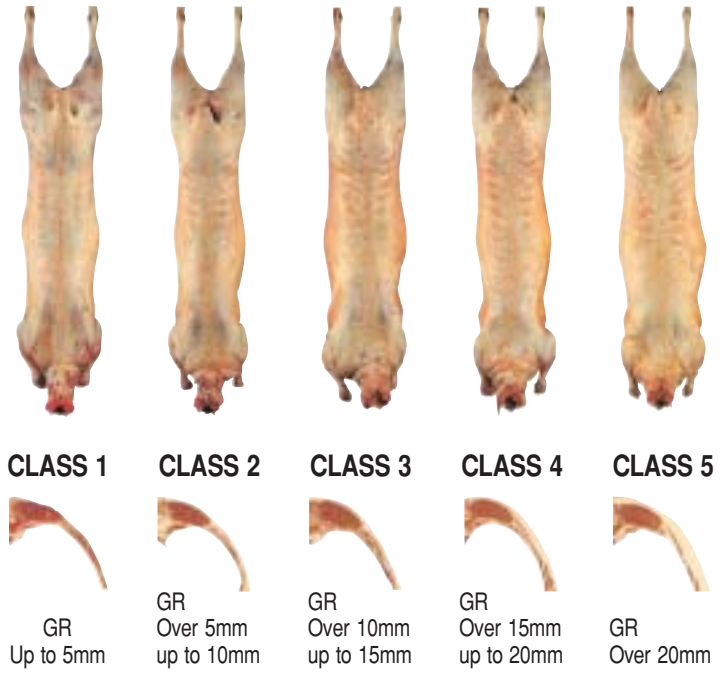 CLASS 1
CLASS 2
CLASS 3
CLASS 4
CLASS 5
GR
Up to 5mm
GR
Over 5mm
up to 10mm
GR
Over 10mm
up to 15mm
GR
Over 15mm
up to 20mm
GR
Over 20mm